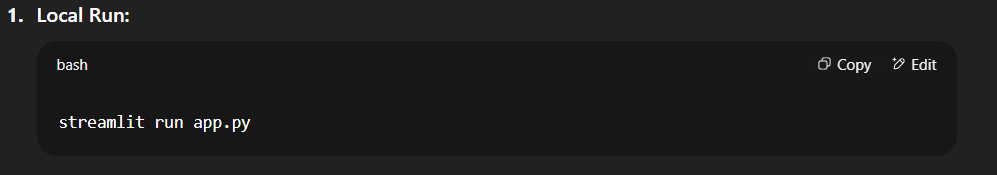 1. Local Run:
bash
Copy
Edit
streamlit run app.py